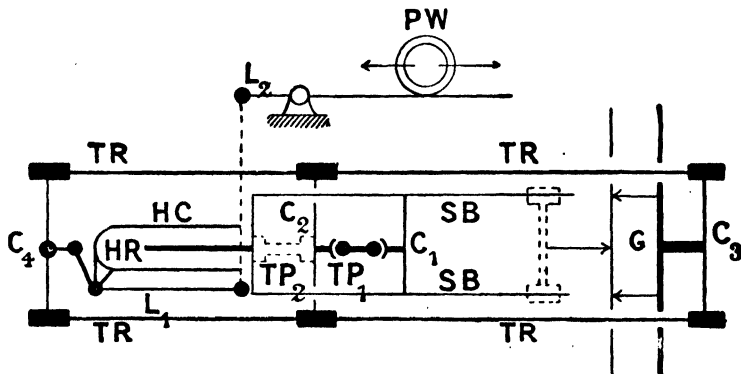 PW
L₂
TR TR
HC C₂ SB
C₄ HR C₁ G C₃
TP₂ TP₁ SB
L₁
TR TR